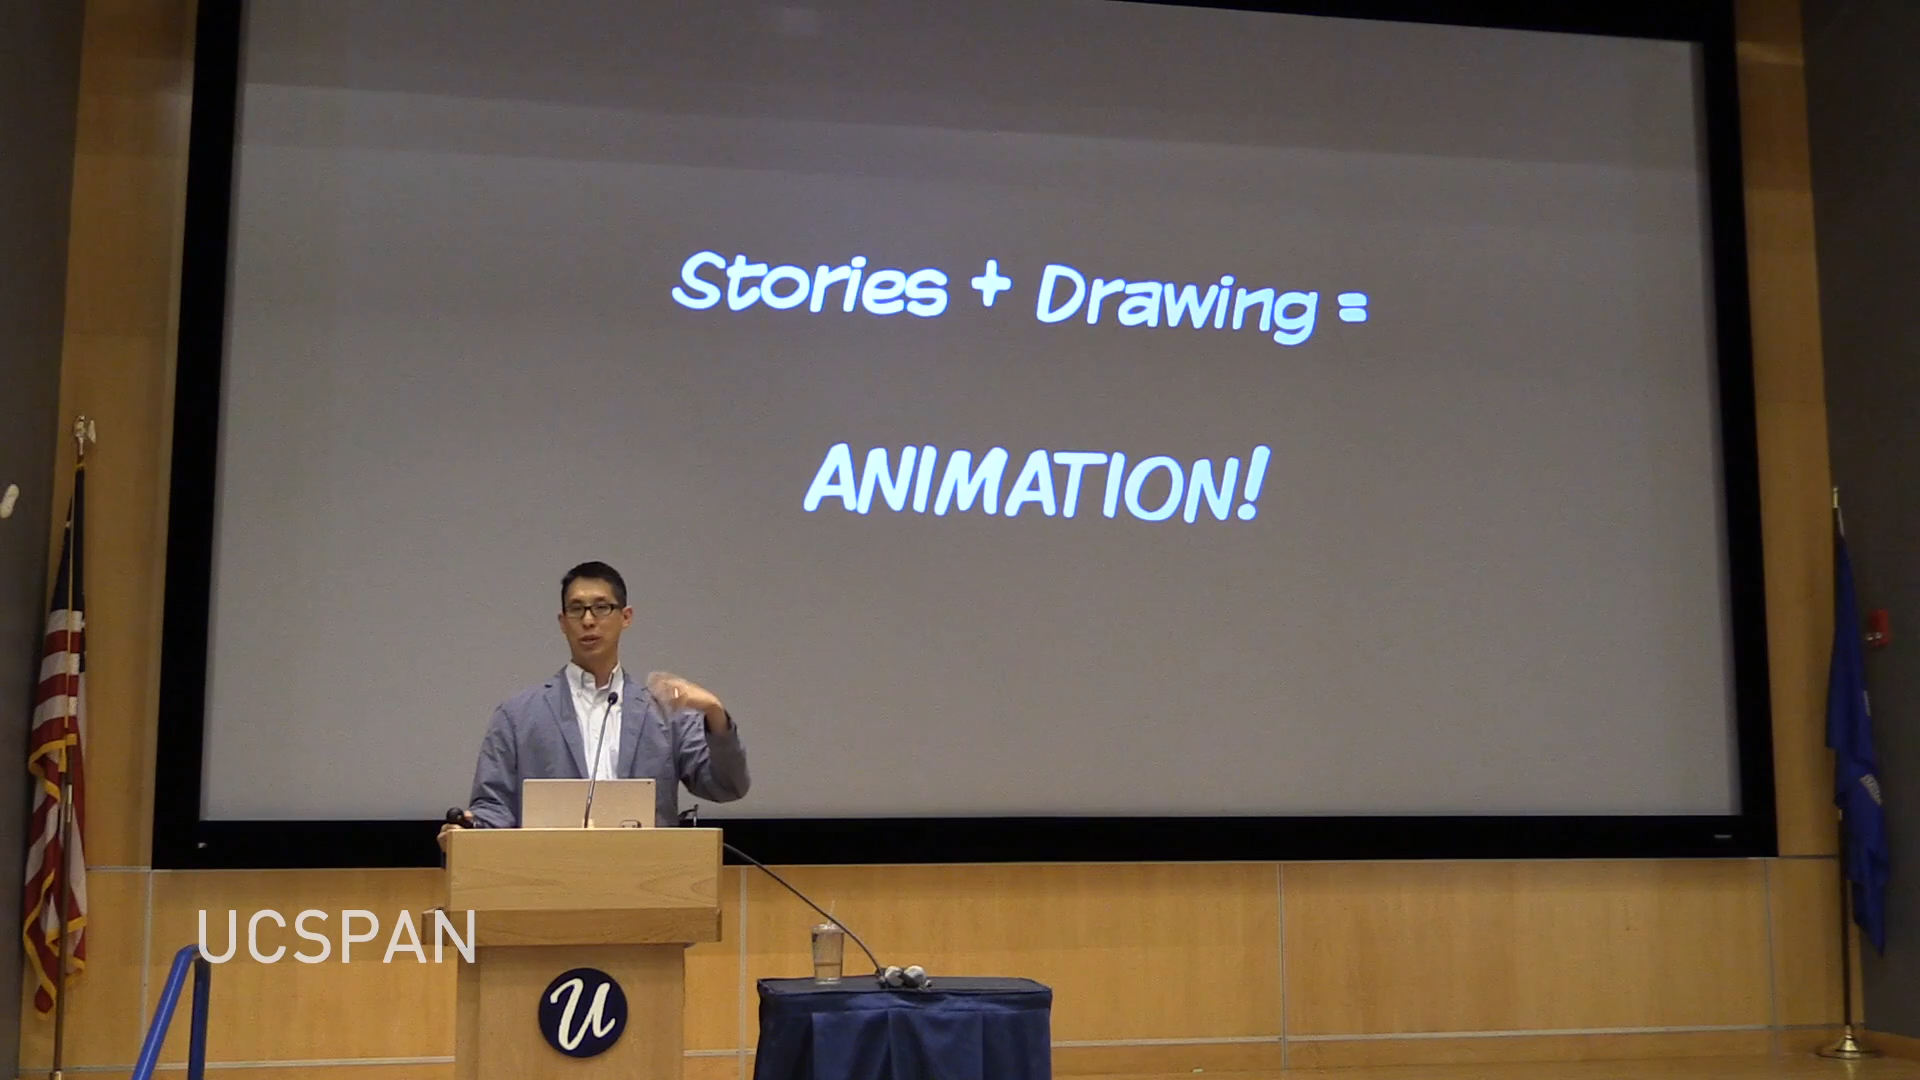 Stories + Drawing =
ANIMATION!
UCSPAN
U